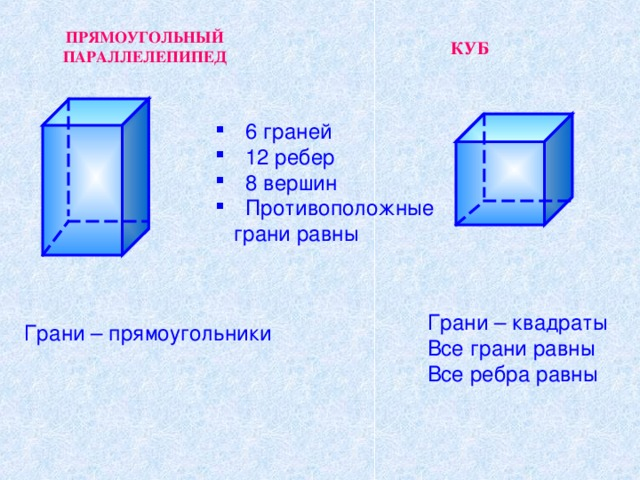 ПРЯМОУГОЛЬНЫЙ
ПАРАЛЛЕЛЕПИПЕД
КУБ
▪ 6 граней
▪ 12 ребер
▪ 8 вершин
▪ Противоположные
грани равны
Грани – прямоугольники
Грани – квадраты
Все грани равны
Все ребра равны